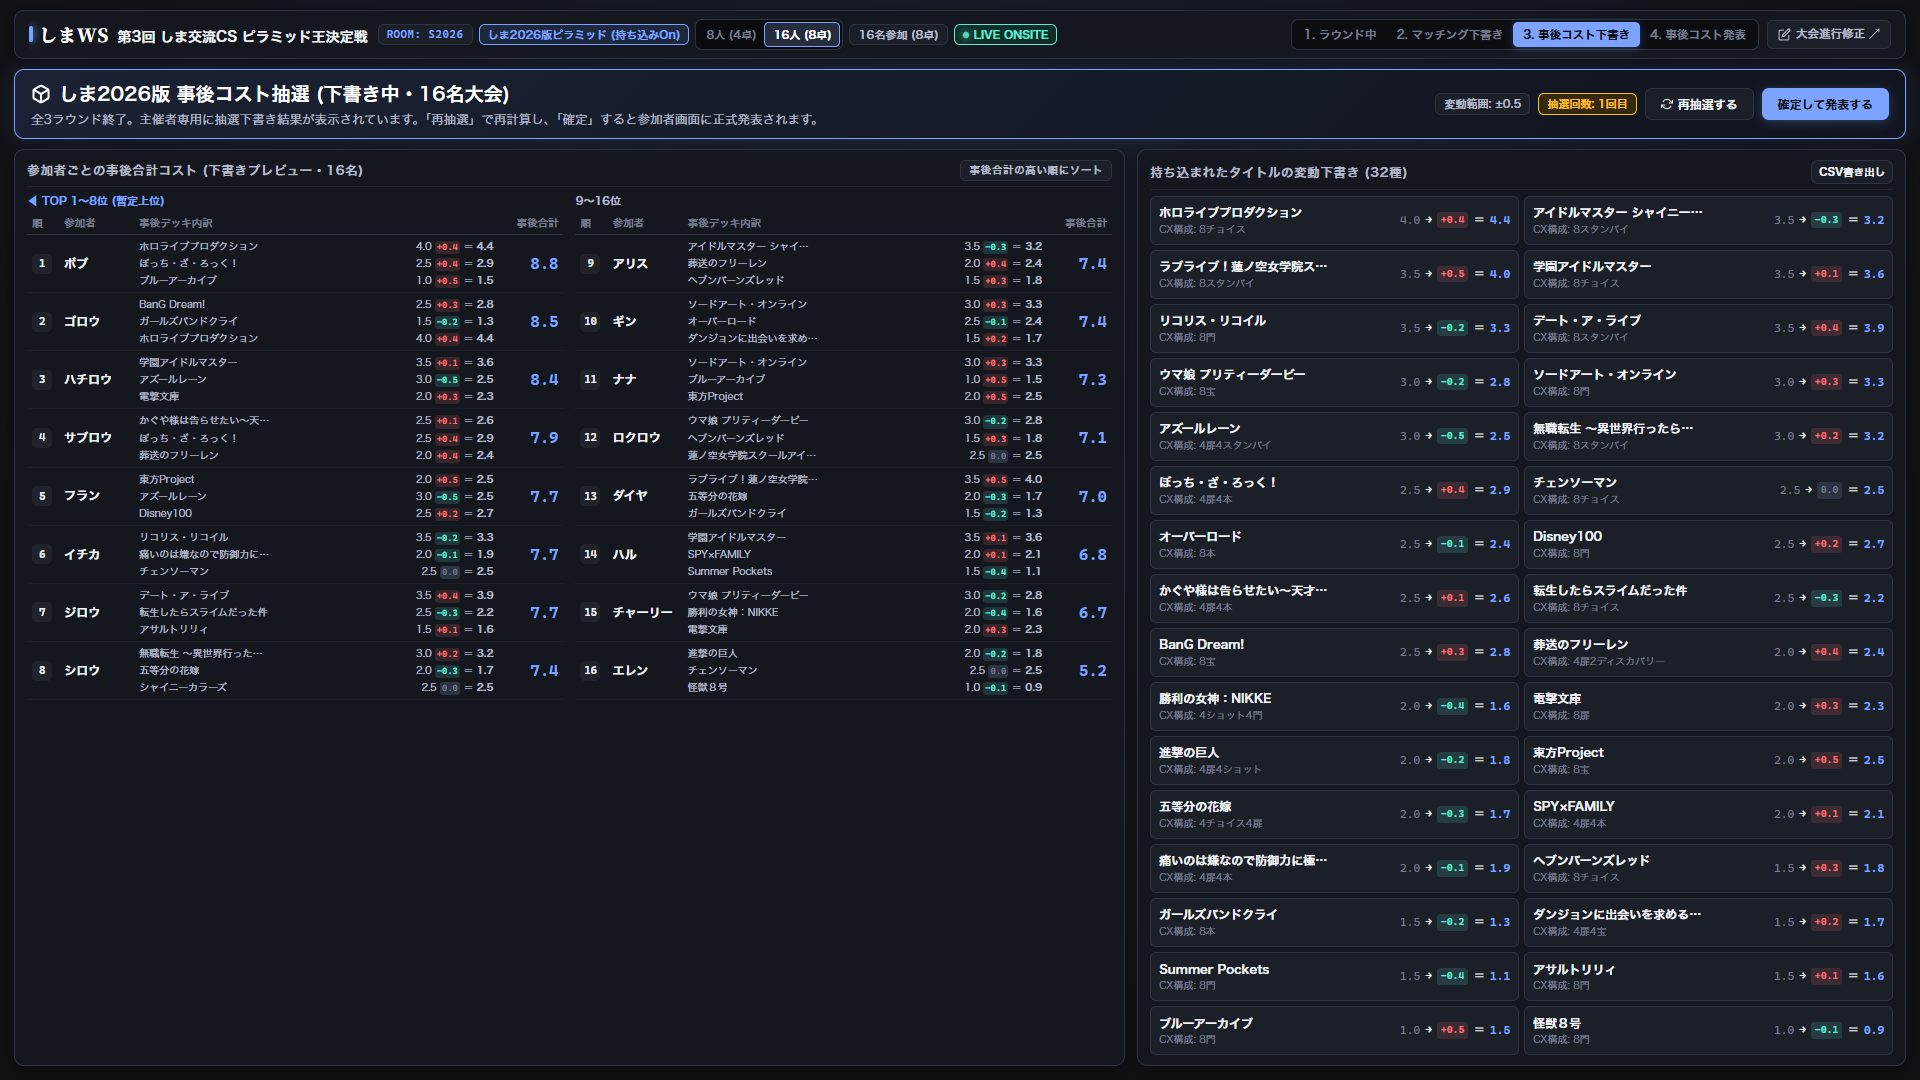 しまWS 第3回 しま交流CS ピラミッド王決定戦 ROOM: S2026 しま2026版ピラミッド (持ち込みOn) 8人 (4卓) 16人 (8卓) 16名参加 (8卓) LIVE ONSITE 1. ラウンド中 2. マッチング下書き 3. 事後コスト下書き 4. 事後コスト発表 大会進行修正
しま2026版 事後コスト抽選 (下書き中・16名大会)
全3ラウンド終了。主催者専用に抽選下書き結果が表示されています。「再抽選」で再計算し、「確定」すると参加者画面に正式発表されます。
変動範囲: ±0.5 抽選回数: 1回目 再抽選する 確定して発表する
参加者ごとの事後合計コスト (下書きプレビュー・16名) 事後合計の高い順にソート
◀ TOP 1〜8位 (暫定上位)
順 参加者 事後デッキ内訳 事後合計
1 ボブ 8.8
ホロライブプロダクション 4.0 +0.4 = 4.4
ぼっち・ざ・ろっく！ 2.5 +0.4 = 2.9
ブルーアーカイブ 1.0 +0.5 = 1.5
2 ゴロウ 8.5
BanG Dream! 2.5 +0.3 = 2.8
ガールズバンドクライ 1.5 -0.2 = 1.3
ホロライブプロダクション 4.0 +0.4 = 4.4
3 ハチロウ 8.4
学園アイドルマスター 3.5 +0.1 = 3.6
アズールレーン 3.0 -0.5 = 2.5
電撃文庫 2.0 +0.3 = 2.3
4 サブロウ 7.9
かぐや様は告らせたい〜天… 2.5 +0.1 = 2.6
ぼっち・ざ・ろっく！ 2.5 +0.4 = 2.9
葬送のフリーレン 2.0 +0.4 = 2.4
5 フラン 7.7
東方Project 2.0 +0.5 = 2.5
アズールレーン 3.0 -0.5 = 2.5
Disney100 2.5 +0.2 = 2.7
6 イチカ 7.7
リコリス・リコイル 3.5 -0.2 = 3.3
痛いのは嫌なので防御力に… 2.0 -0.1 = 1.9
チェンソーマン 2.5 0.0 = 2.5
7 ジロウ 7.7
デート・ア・ライブ 3.5 +0.4 = 3.9
転生したらスライムだった件 2.5 -0.3 = 2.2
アサルトリリィ 1.5 +0.1 = 1.6
8 シロウ 7.4
無職転生 〜異世界行った… 3.0 +0.2 = 3.2
五等分の花嫁 2.0 -0.3 = 1.7
シャイニーカラーズ 2.5 0.0 = 2.5
9〜16位
順 参加者 事後デッキ内訳 事後合計
9 アリス 7.4
アイドルマスター シャイ… 3.5 -0.3 = 3.2
葬送のフリーレン 2.0 +0.4 = 2.4
ヘブンバーンズレッド 1.5 +0.3 = 1.8
10 ギン 7.4
ソードアート・オンライン 3.0 +0.3 = 3.3
オーバーロード 2.5 -0.1 = 2.4
ダンジョンに出会いを求め… 1.5 +0.2 = 1.7
11 ナナ 7.3
ソードアート・オンライン 3.0 +0.3 = 3.3
ブルーアーカイブ 1.0 +0.5 = 1.5
東方Project 2.0 +0.5 = 2.5
12 ロクロウ 7.1
ウマ娘 プリティーダービー 3.0 -0.2 = 2.8
ヘブンバーンズレッド 1.5 +0.3 = 1.8
蓮ノ空女学院スクールアイ… 2.5 0.0 = 2.5
13 ダイヤ 7.0
ラブライブ！蓮ノ空女学院… 3.5 +0.5 = 4.0
五等分の花嫁 2.0 -0.3 = 1.7
ガールズバンドクライ 1.5 -0.2 = 1.3
14 ハル 6.8
学園アイドルマスター 3.5 +0.1 = 3.6
SPY×FAMILY 2.0 +0.1 = 2.1
Summer Pockets 1.5 -0.4 = 1.1
15 チャーリー 6.7
ウマ娘 プリティーダービー 3.0 -0.2 = 2.8
勝利の女神：NIKKE 2.0 -0.4 = 1.6
電撃文庫 2.0 +0.3 = 2.3
16 エレン 5.2
進撃の巨人 2.0 -0.2 = 1.8
チェンソーマン 2.5 0.0 = 2.5
怪獣８号 1.0 -0.1 = 0.9
持ち込まれたタイトルの変動下書き (32種) CSV書き出し
ホロライブプロダクション 4.0 → +0.4 = 4.4
CX構成: 8チョイス
アイドルマスター シャイニー… 3.5 → -0.3 = 3.2
CX構成: 8スタンバイ
ラブライブ！蓮ノ空女学院ス… 3.5 → +0.5 = 4.0
CX構成: 8スタンバイ
学園アイドルマスター 3.5 → +0.1 = 3.6
CX構成: 8チョイス
リコリス・リコイル 3.5 → -0.2 = 3.3
CX構成: 8門
デート・ア・ライブ 3.5 → +0.4 = 3.9
CX構成: 8スタンバイ
ウマ娘 プリティーダービー 3.0 → -0.2 = 2.8
CX構成: 8宝
ソードアート・オンライン 3.0 → +0.3 = 3.3
CX構成: 8門
アズールレーン 3.0 → -0.5 = 2.5
CX構成: 4扉4スタンバイ
無職転生 〜異世界行ったら… 3.0 → +0.2 = 3.2
CX構成: 8スタンバイ
ぼっち・ざ・ろっく！ 2.5 → +0.4 = 2.9
CX構成: 4扉4本
チェンソーマン 2.5 → 0.0 = 2.5
CX構成: 8チョイス
オーバーロード 2.5 → -0.1 = 2.4
CX構成: 8本
Disney100 2.5 → +0.2 = 2.7
CX構成: 8門
かぐや様は告らせたい〜天才… 2.5 → +0.1 = 2.6
CX構成: 4扉4本
転生したらスライムだった件 2.5 → -0.3 = 2.2
CX構成: 8チョイス
BanG Dream! 2.5 → +0.3 = 2.8
CX構成: 8宝
葬送のフリーレン 2.0 → +0.4 = 2.4
CX構成: 4扉2ディスカバリー
勝利の女神：NIKKE 2.0 → -0.4 = 1.6
CX構成: 4ショット4門
電撃文庫 2.0 → +0.3 = 2.3
CX構成: 8扉
進撃の巨人 2.0 → -0.2 = 1.8
CX構成: 4扉4ショット
東方Project 2.0 → +0.5 = 2.5
CX構成: 8宝
五等分の花嫁 2.0 → -0.3 = 1.7
CX構成: 4チョイス4扉
SPY×FAMILY 2.0 → +0.1 = 2.1
CX構成: 4扉4本
痛いのは嫌なので防御力に極… 2.0 → -0.1 = 1.9
CX構成: 4扉4本
ヘブンバーンズレッド 1.5 → +0.3 = 1.8
CX構成: 8チョイス
ガールズバンドクライ 1.5 → -0.2 = 1.3
CX構成: 8本
ダンジョンに出会いを求める… 1.5 → +0.2 = 1.7
CX構成: 4扉4宝
Summer Pockets 1.5 → -0.4 = 1.1
CX構成: 8門
アサルトリリィ 1.5 → +0.1 = 1.6
CX構成: 8門
ブルーアーカイブ 1.0 → +0.5 = 1.5
CX構成: 8門
怪獣８号 1.0 → -0.1 = 0.9
CX構成: 8門